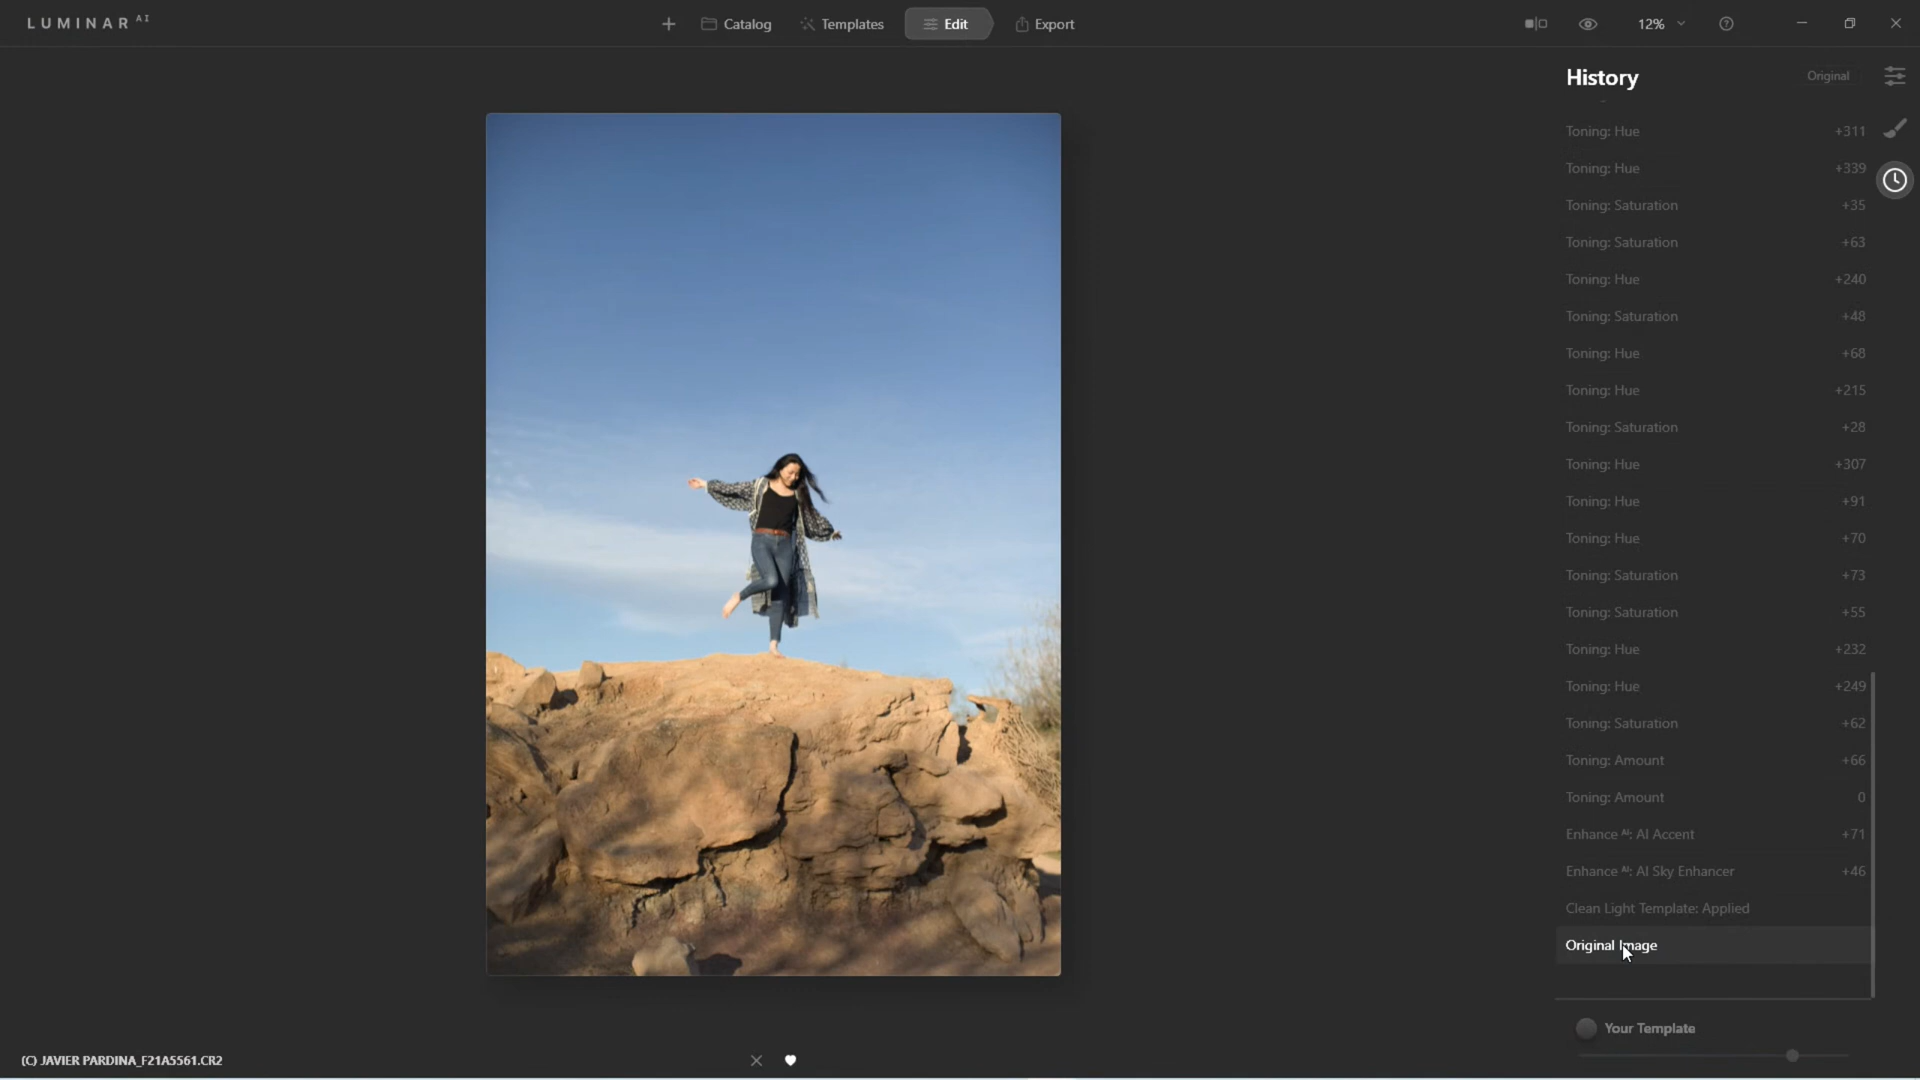 LUMINAR AI
Catalog
Templates
Edit
Export
12%
History
Original
Toning: Hue +311
Toning: Hue +339
Toning: Saturation +35
Toning: Saturation +63
Toning: Hue +240
Toning: Saturation +48
Toning: Hue +68
Toning: Hue +215
Toning: Saturation +28
Toning: Hue +307
Toning: Hue +91
Toning: Hue +70
Toning: Saturation +73
Toning: Saturation +55
Toning: Hue +232
Toning: Hue +249
Toning: Saturation +62
Toning: Amount +66
Toning: Amount 0
Enhance AI: AI Accent +71
Enhance AI: AI Sky Enhancer +46
Clean Light Template: Applied
Original Image
Your Template
(C) JAVIER PARDINA_F21A5561.CR2